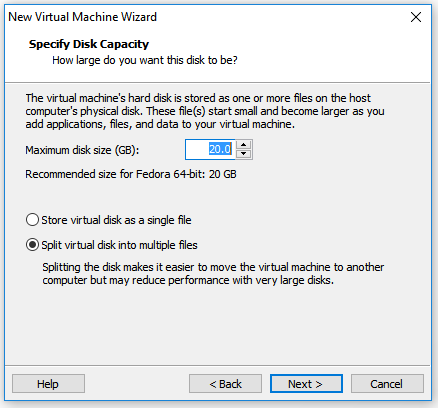 New Virtual Machine Wizard
Specify Disk Capacity
How large do you want this disk to be?
The virtual machine's hard disk is stored as one or more files on the host
computer's physical disk. These file(s) start small and become larger as you
add applications, files, and data to your virtual machine.
Maximum disk size (GB): 20.0
Recommended size for Fedora 64-bit: 20 GB
Store virtual disk as a single file
Split virtual disk into multiple files
Splitting the disk makes it easier to move the virtual machine to another
computer but may reduce performance with very large disks.
Help < Back Next > Cancel